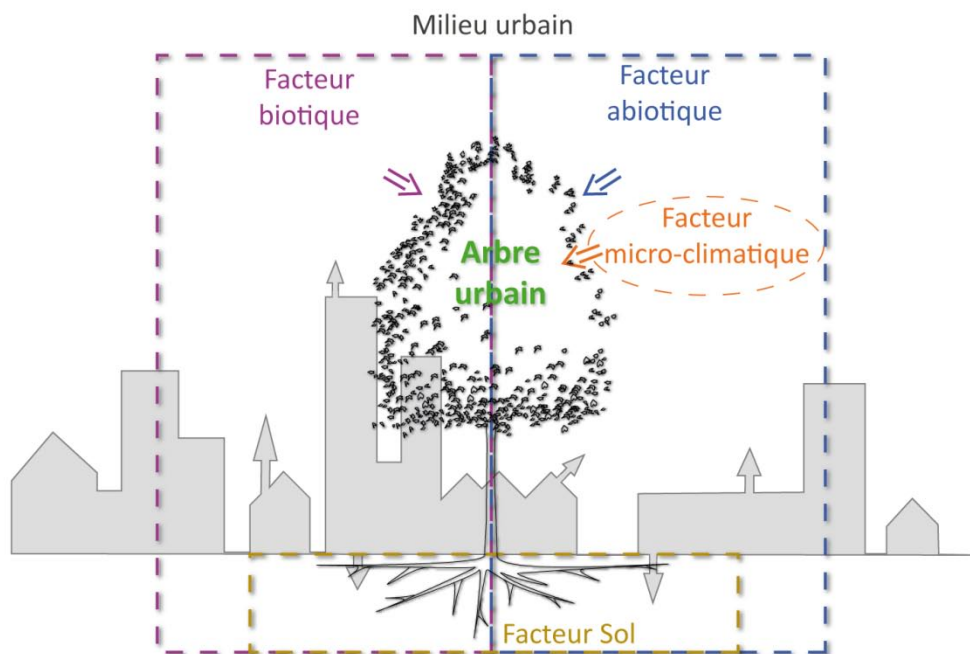 Milieu urbain
Facteur
biotique
Facteur
abiotique
Facteur
micro-climatique
Arbre
urbain
Facteur Sol